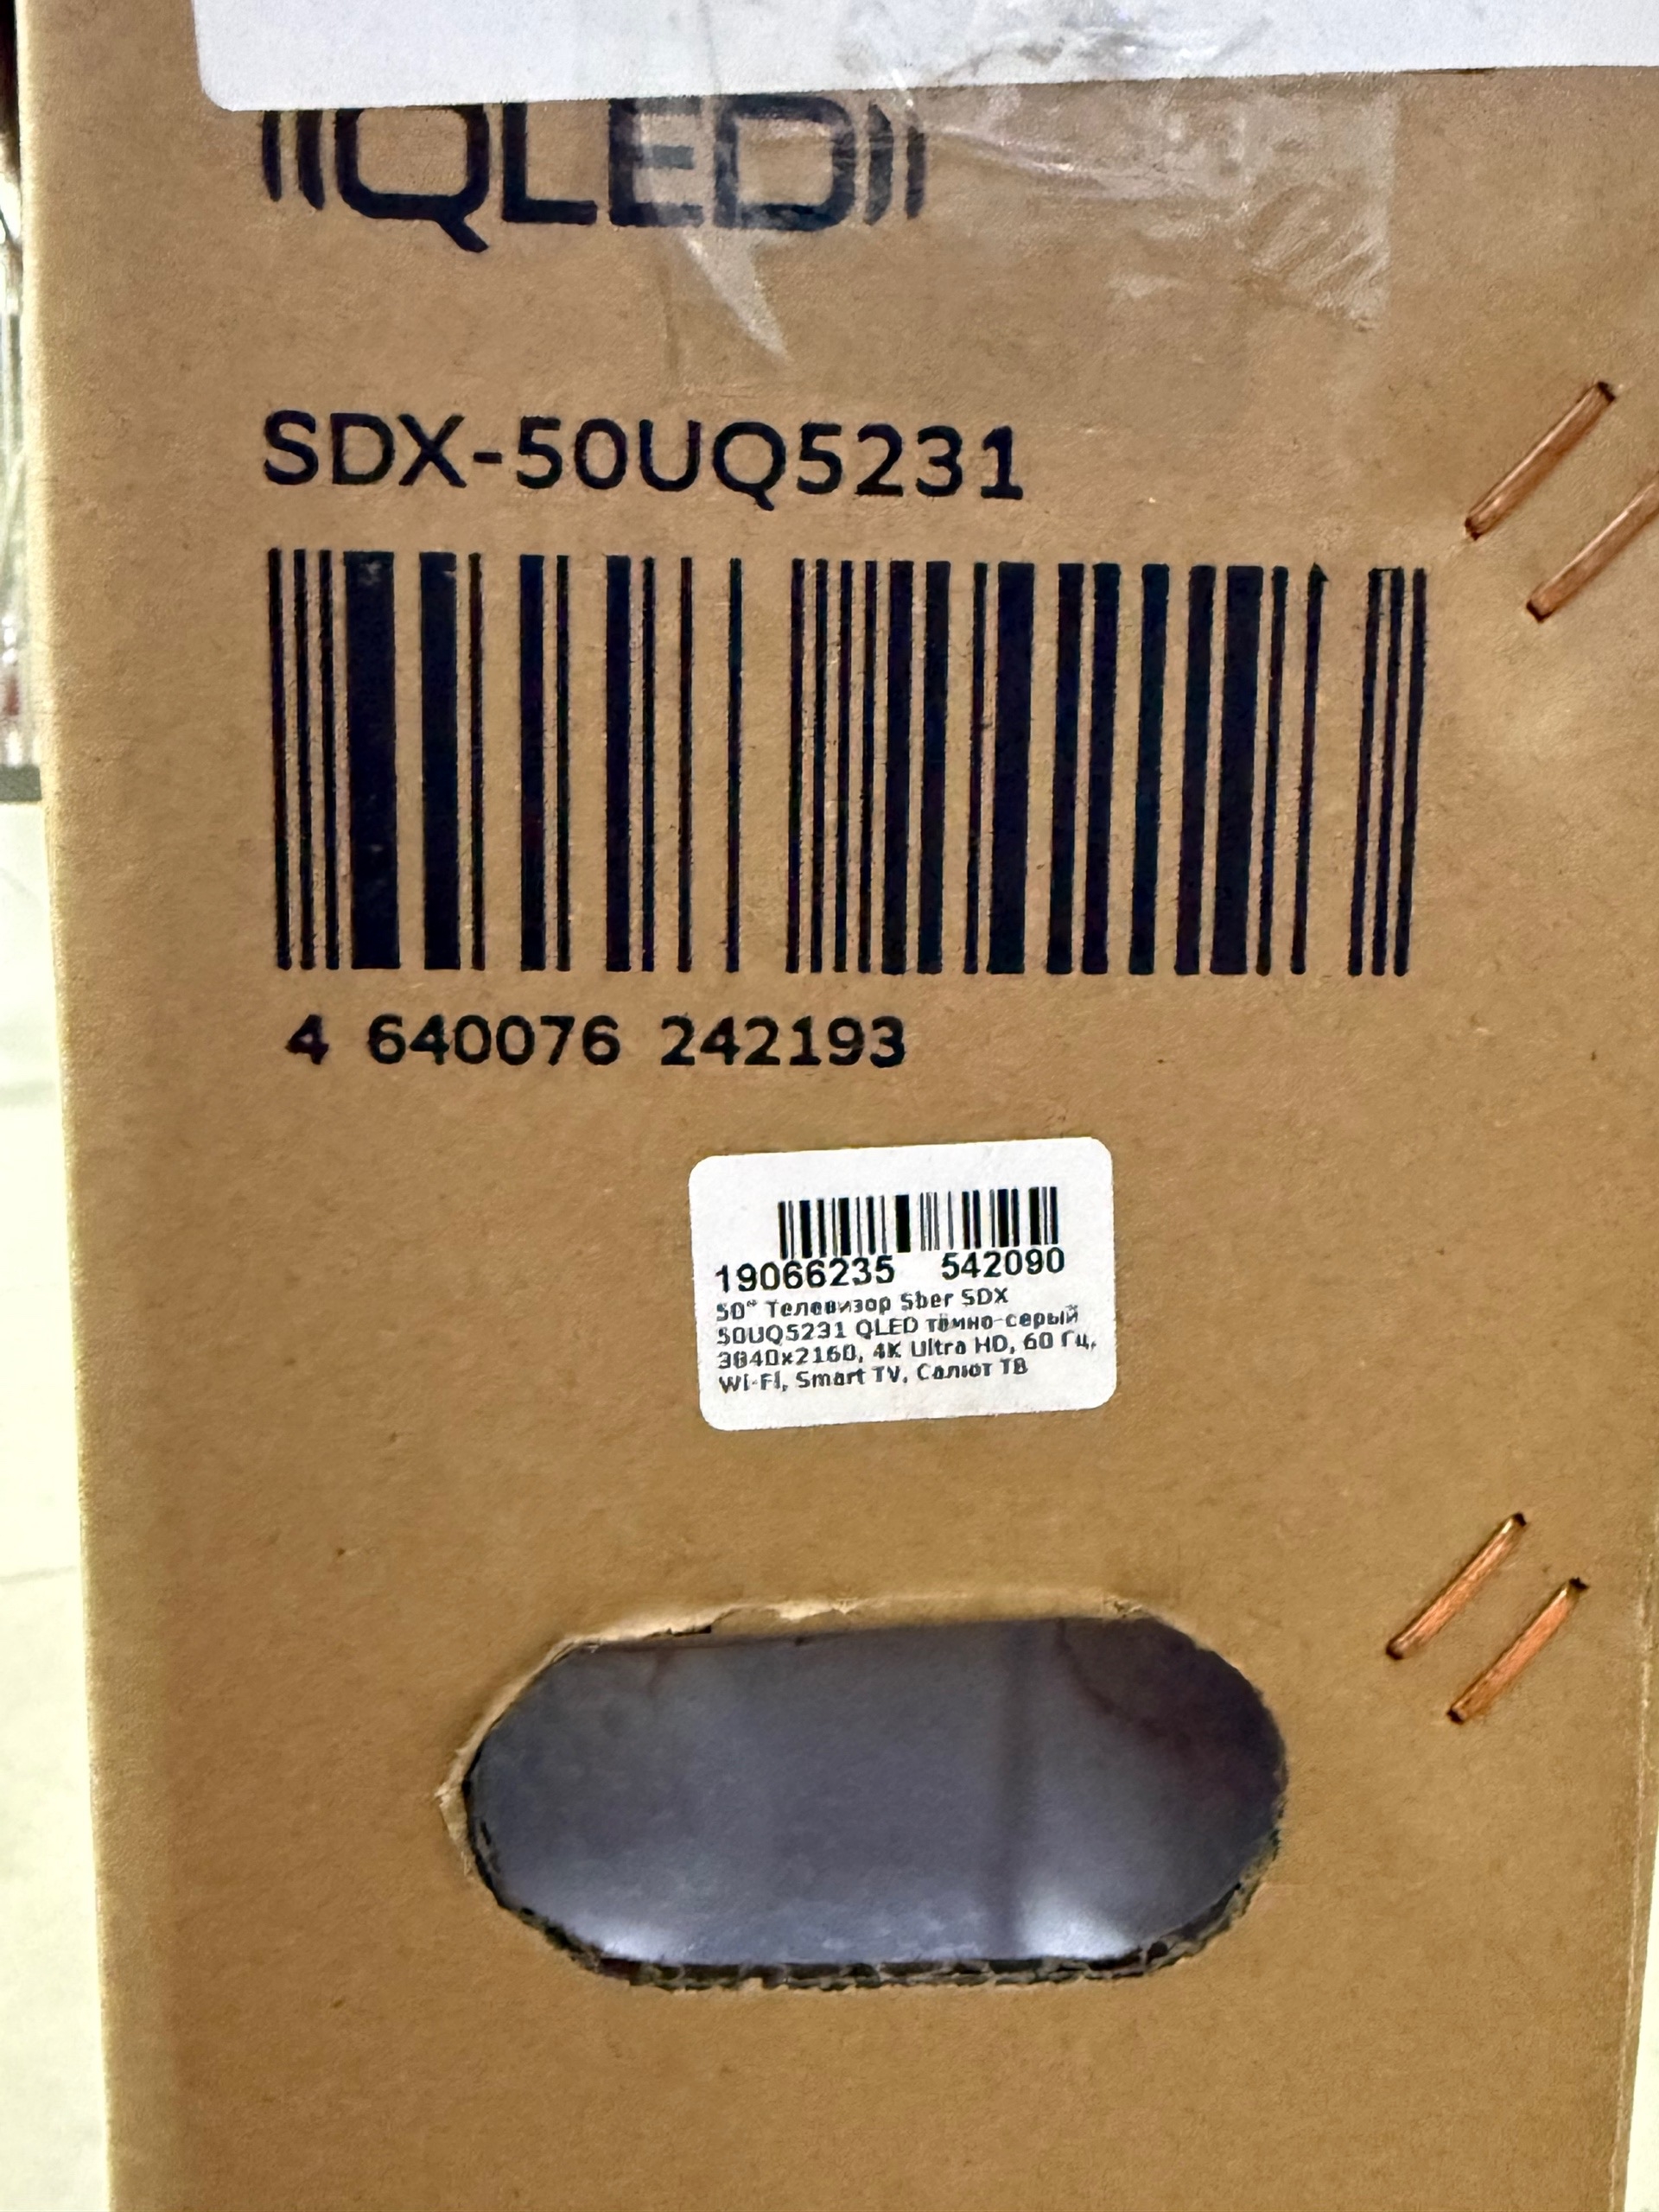 QLED
SDX-50UQ5231
4 640076 242193
19066235 542090
50" Телевизор Sber SDX
50UQ5231 QLED тёмно-серый
3840x2160, 4K Ultra HD, 60 Гц,
Wi-Fi, Smart TV, Салют ТВ